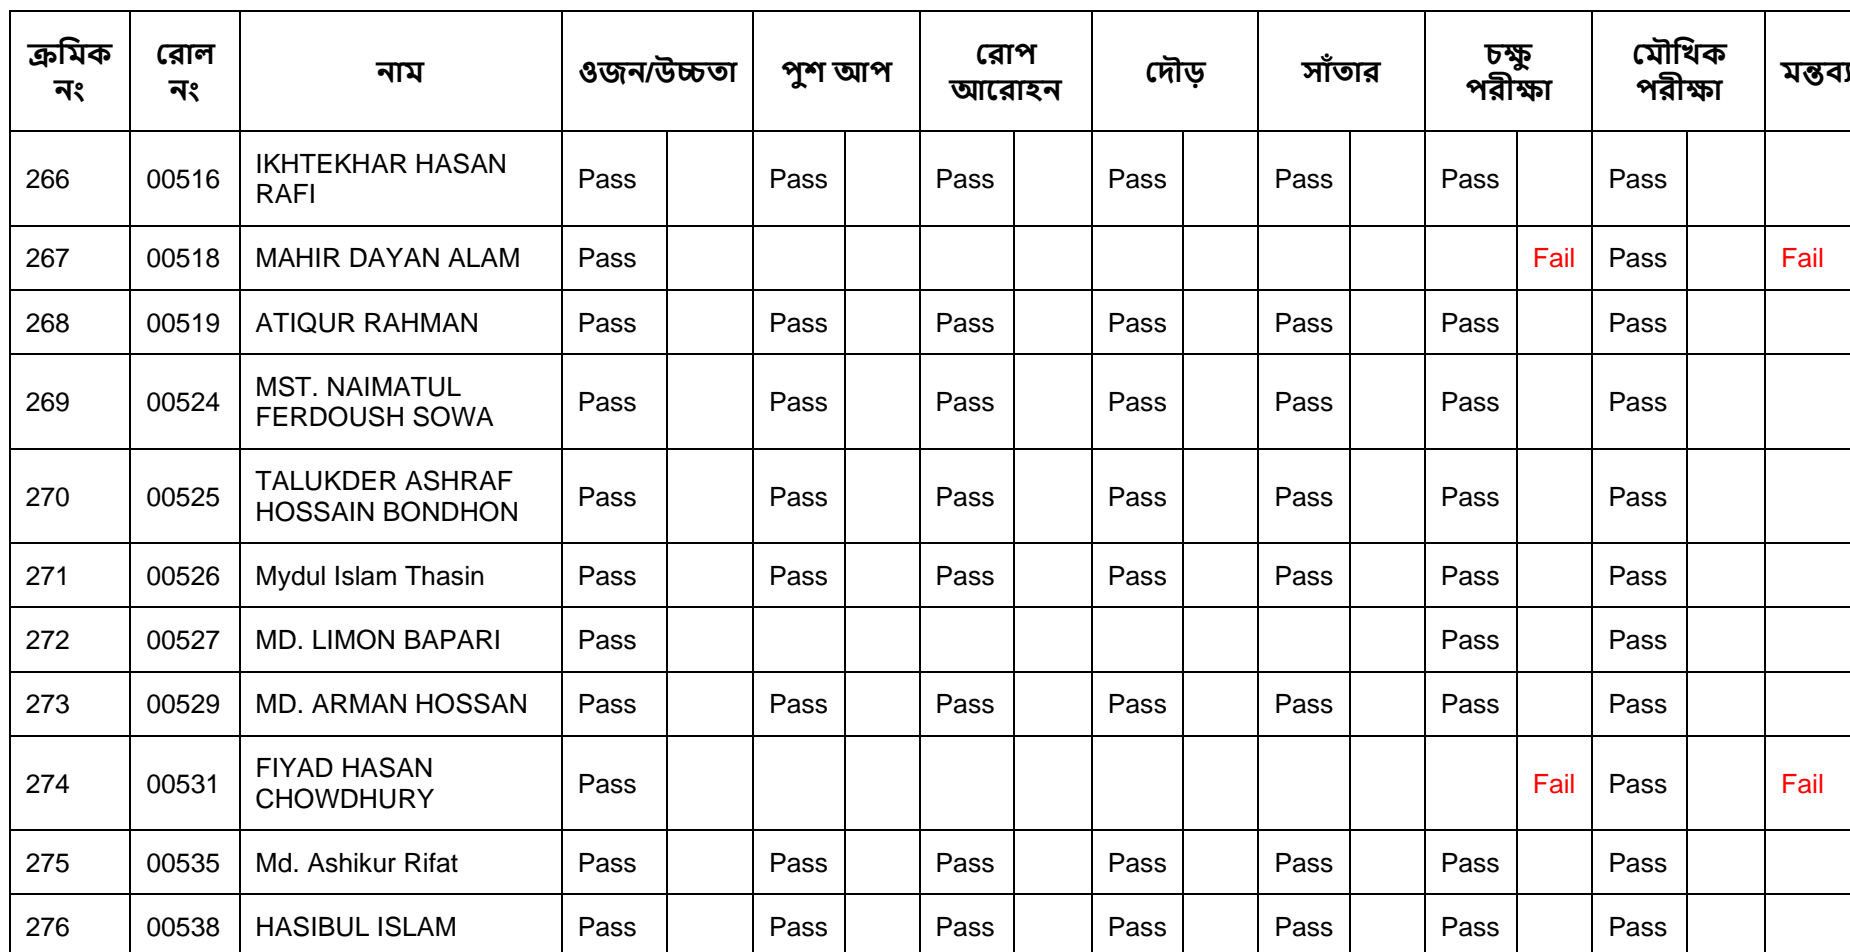 ক্রমিক নং রোল নং নাম ওজন/উচ্চতা পুশ আপ রোপ আরোহন দৌড় সাঁতার চক্ষু পরীক্ষা মৌখিক পরীক্ষা মন্তব্য
266 00516 IKHTEKHAR HASAN RAFI Pass Pass Pass Pass Pass Pass Pass
267 00518 MAHIR DAYAN ALAM Pass Fail Pass Fail
268 00519 ATIQUR RAHMAN Pass Pass Pass Pass Pass Pass Pass
269 00524 MST. NAIMATUL FERDOUSH SOWA Pass Pass Pass Pass Pass Pass Pass
270 00525 TALUKDER ASHRAF HOSSAIN BONDHON Pass Pass Pass Pass Pass Pass Pass
271 00526 Mydul Islam Thasin Pass Pass Pass Pass Pass Pass Pass
272 00527 MD. LIMON BAPARI Pass Pass Pass
273 00529 MD. ARMAN HOSSAN Pass Pass Pass Pass Pass Pass Pass
274 00531 FIYAD HASAN CHOWDHURY Pass Fail Pass Fail
275 00535 Md. Ashikur Rifat Pass Pass Pass Pass Pass Pass Pass
276 00538 HASIBUL ISLAM Pass Pass Pass Pass Pass Pass Pass